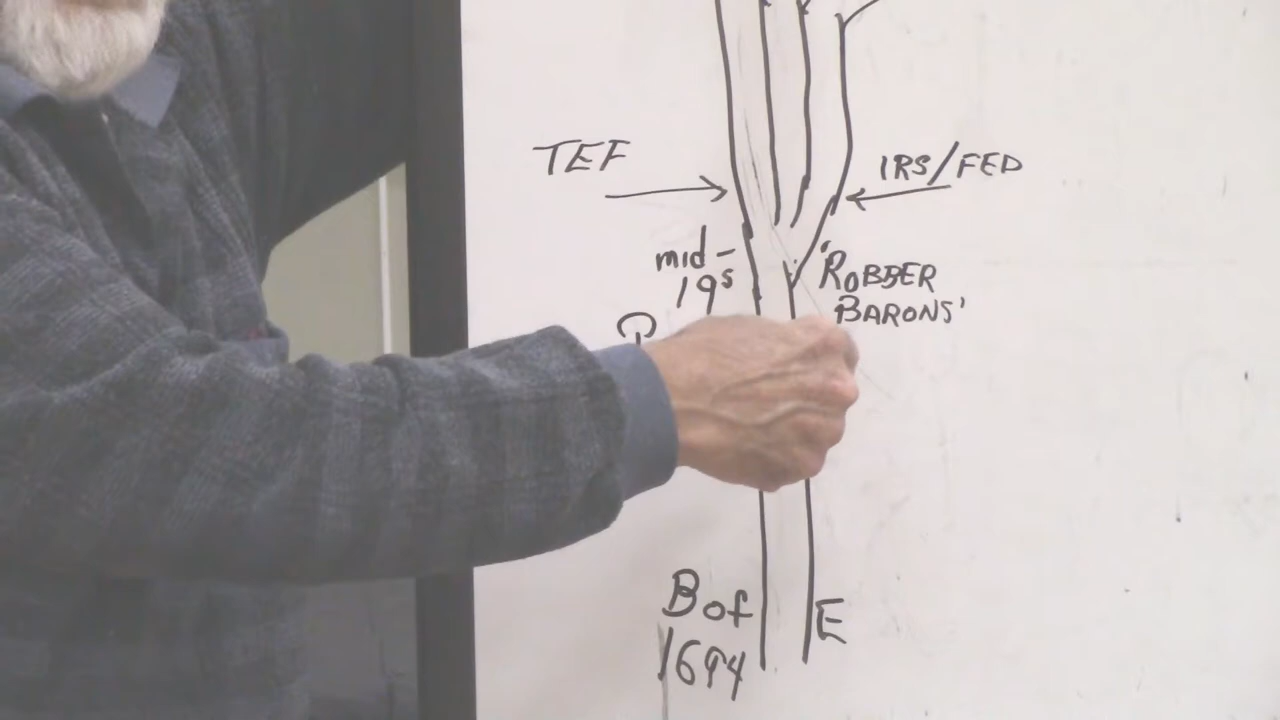 TEF
IRS/FED
mid-
19s
'ROBBER
BARONS'
B of E
1694